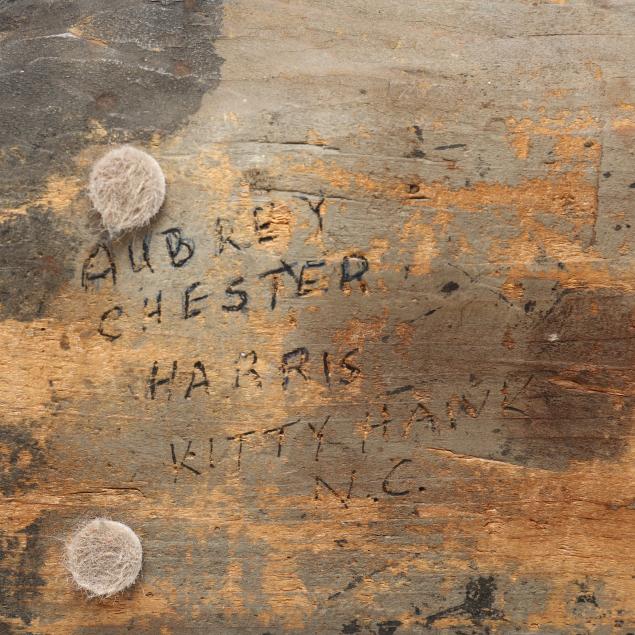 AUBREY
CHESTER
HARRIS
KITTY HAWK
N.C.